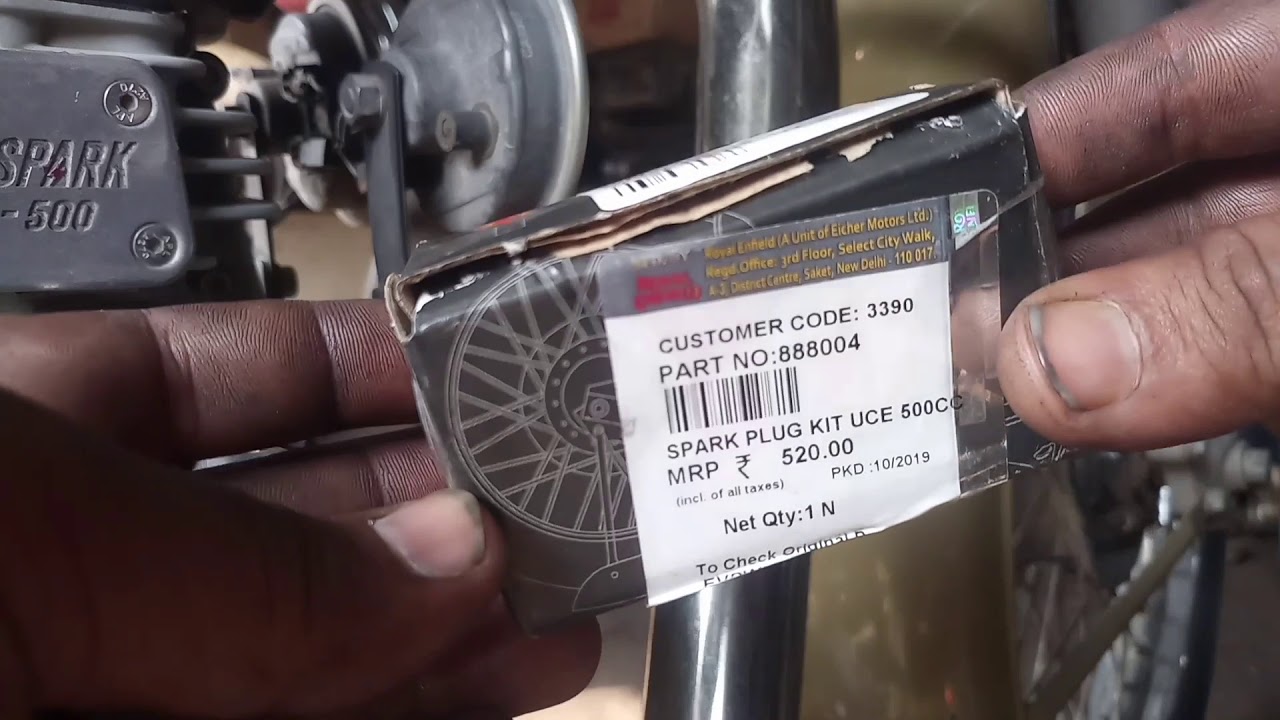 SPARK
-500
Royal Enfield (A Unit of Eicher Motors Ltd.)
Regd.Office: 3rd Floor, Select City Walk,
A-3, District Centre, Saket, New Delhi - 110 017.
CUSTOMER CODE: 3390
PART NO:888004
SPARK PLUG KIT UCE 500CC
MRP ₹ 520.00
(incl. of all taxes)
PKD :10/2019
Net Qty:1 N
To Check Original